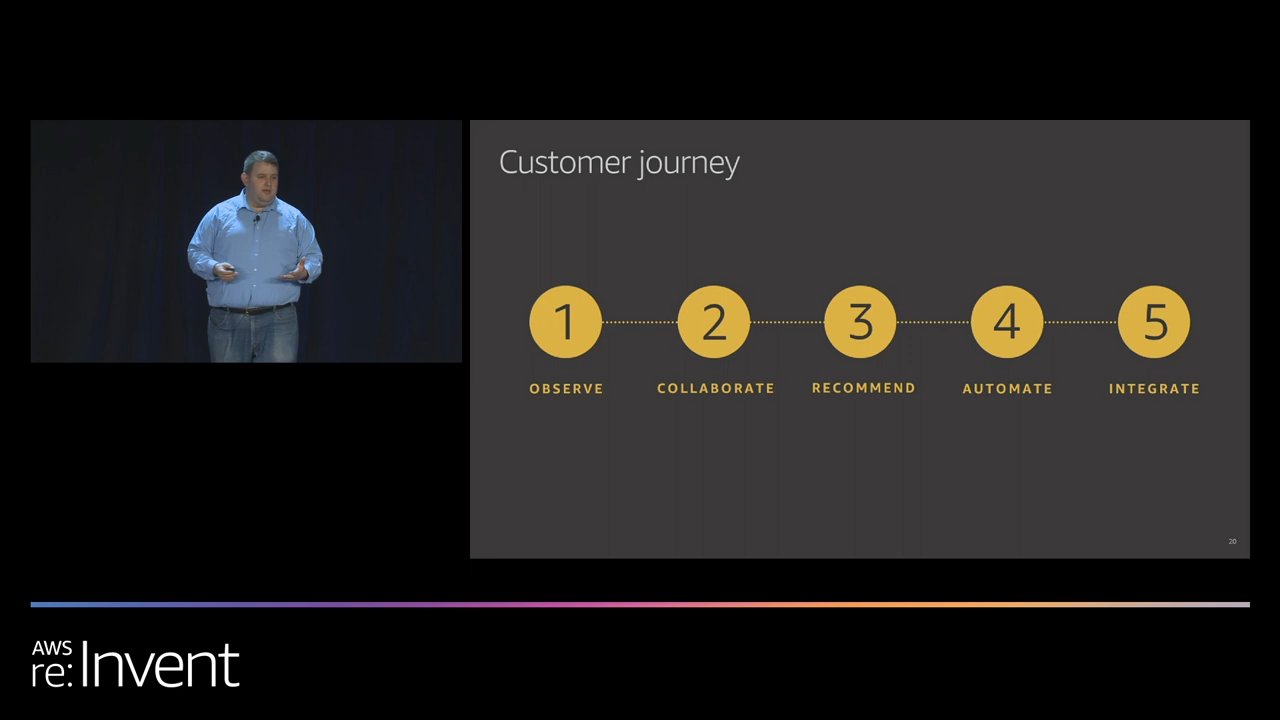 Customer journey
1 2 3 4 5
OBSERVE COLLABORATE RECOMMEND AUTOMATE INTEGRATE
20
AWS
re:Invent